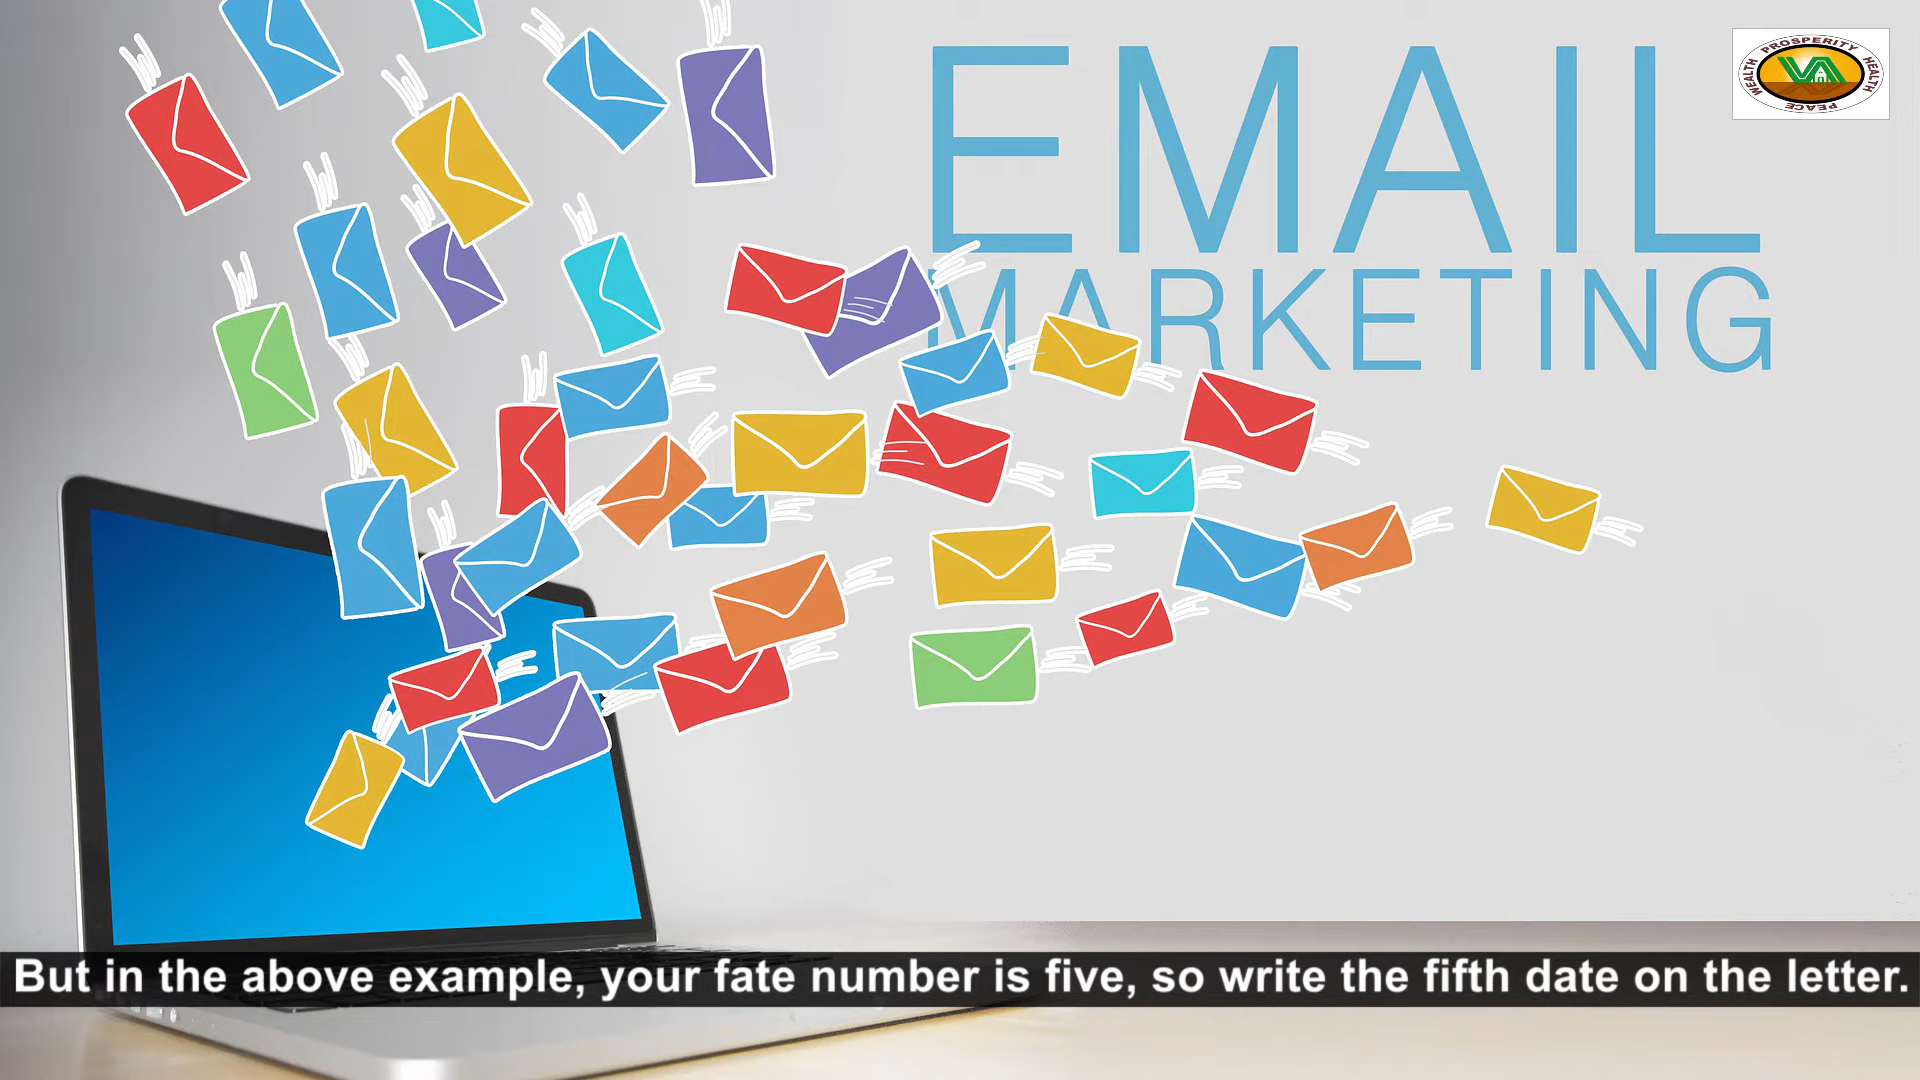 EMAIL
MARKETING
PROSPERITY
WEALTH
HEALTH
PEACE
But in the above example, your fate number is five, so write the fifth date on the letter.